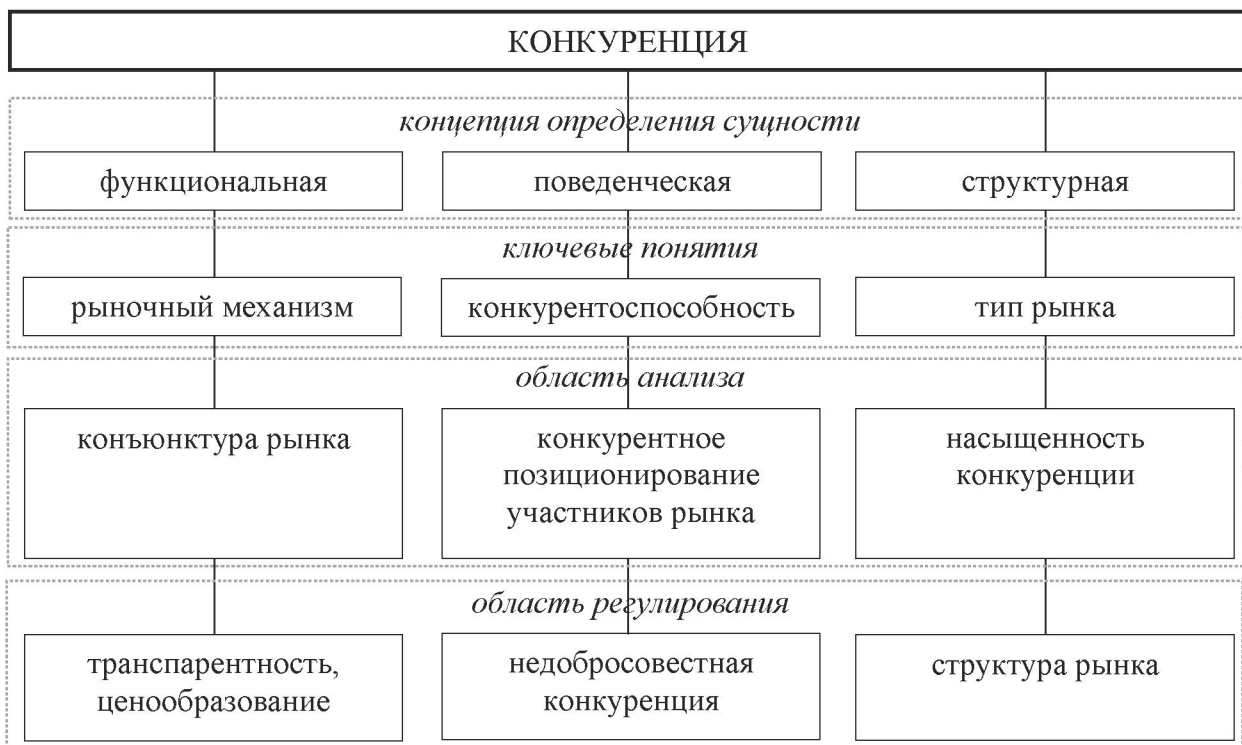 КОНКУРЕНЦИЯ
концепция определения сущности
функциональная
поведенческая
структурная
ключевые понятия
рыночный механизм
конкурентоспособность
тип рынка
область анализа
конъюнктура рынка
конкурентное
позиционирование
участников рынка
насыщенность
конкуренции
область регулирования
транспарентность,
ценообразование
недобросовестная
конкуренция
структура рынка